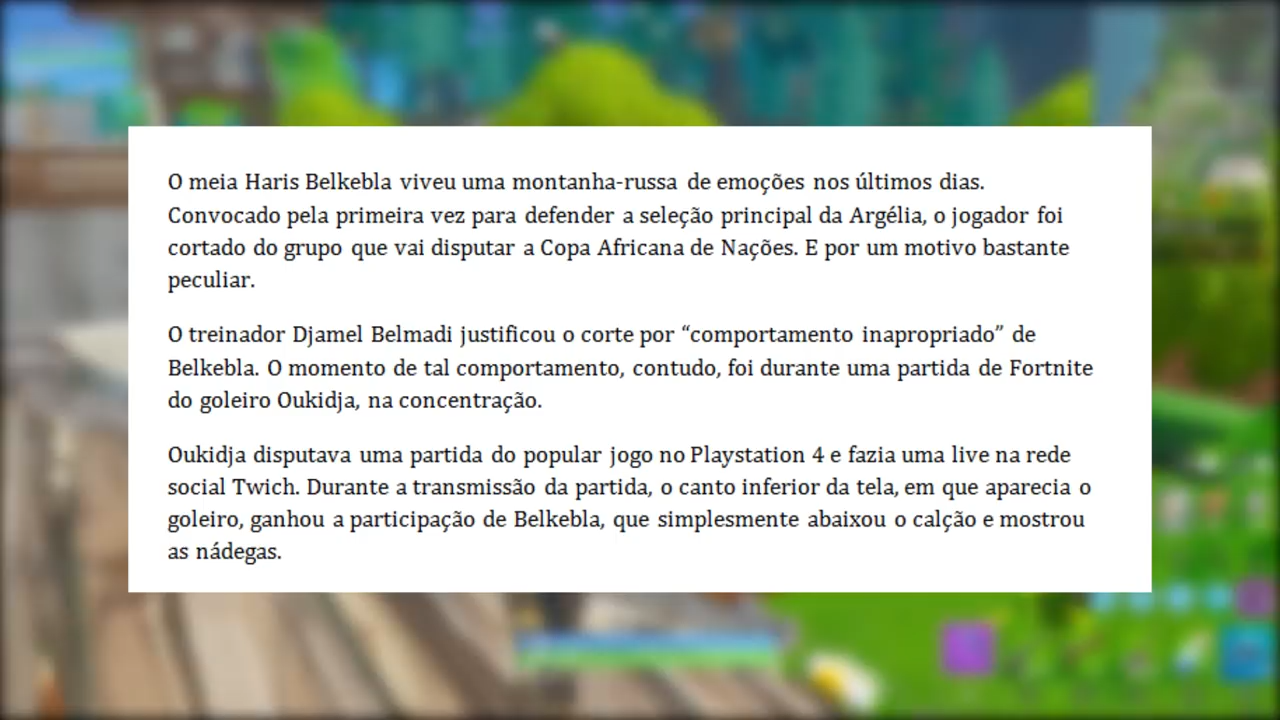 O meia Haris Belkebla viveu uma montanha-russa de emoções nos últimos dias.
Convocado pela primeira vez para defender a seleção principal da Argélia, o jogador foi
cortado do grupo que vai disputar a Copa Africana de Nações. E por um motivo bastante
peculiar.
O treinador Djamel Belmadi justificou o corte por “comportamento inapropriado” de
Belkebla. O momento de tal comportamento, contudo, foi durante uma partida de Fortnite
do goleiro Oukidja, na concentração.
Oukidja disputava uma partida do popular jogo no Playstation 4 e fazia uma live na rede
social Twich. Durante a transmissão da partida, o canto inferior da tela, em que aparecia o
goleiro, ganhou a participação de Belkebla, que simplesmente abaixou o calção e mostrou
as nádegas.